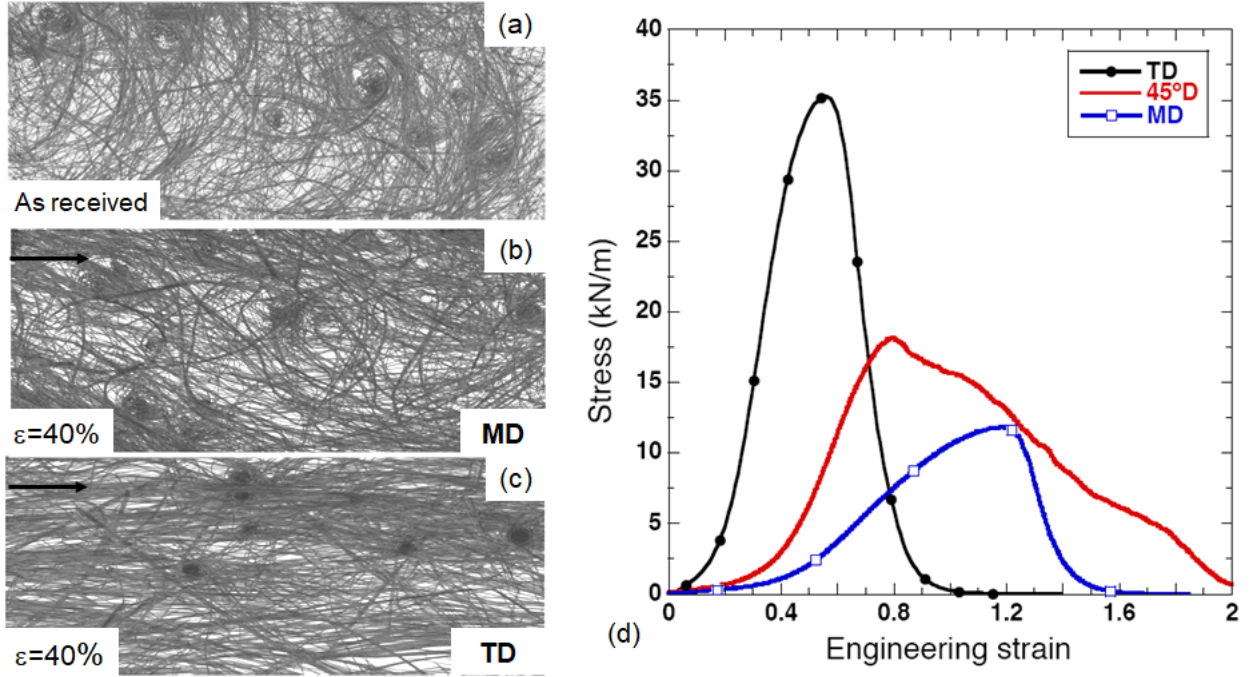 (a)
As received
(b)
ε=40%
MD
(c)
ε=40%
TD
40
35
30
25
20
15
10
5
0
Stress (kN/m)
TD
45ºD
MD
0
0.4
0.8
1.2
1.6
2
(d)
Engineering strain